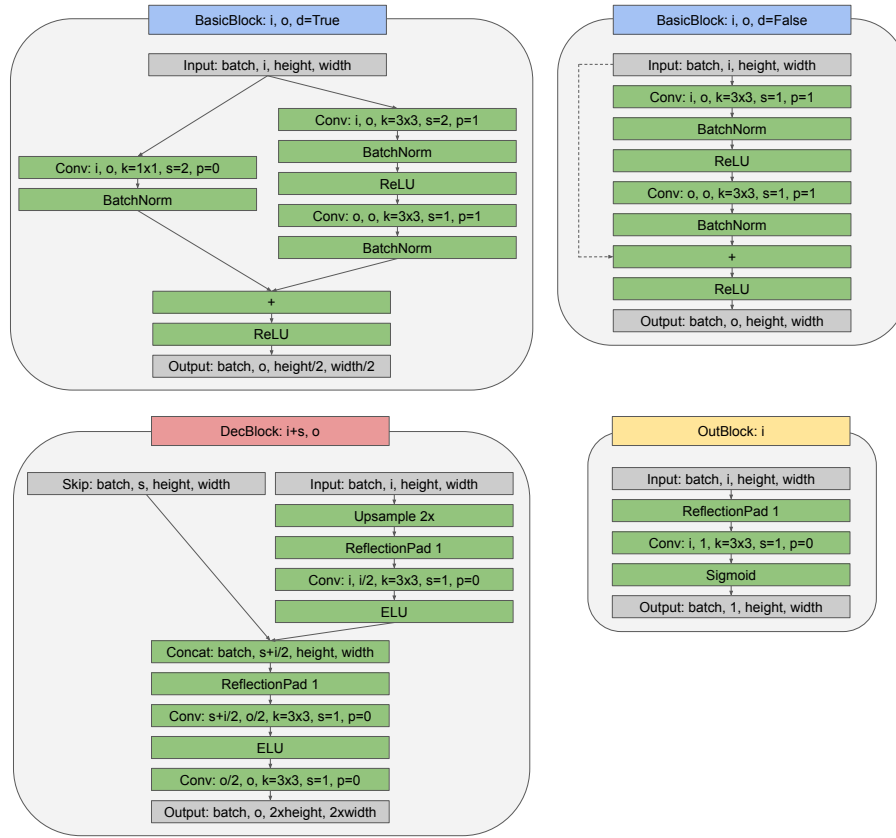 BasicBlock: i, o, d=True
Input: batch, i, height, width
Conv: i, o, k=3x3, s=2, p=1
BatchNorm
ReLU
Conv: o, o, k=3x3, s=1, p=1
BatchNorm
Conv: i, o, k=1x1, s=2, p=0
BatchNorm
+
ReLU
Output: batch, o, height/2, width/2
BasicBlock: i, o, d=False
Input: batch, i, height, width
Conv: i, o, k=3x3, s=1, p=1
BatchNorm
ReLU
Conv: o, o, k=3x3, s=1, p=1
BatchNorm
+
ReLU
Output: batch, o, height, width
DecBlock: i+s, o
Skip: batch, s, height, width
Input: batch, i, height, width
Upsample 2x
ReflectionPad 1
Conv: i, i/2, k=3x3, s=1, p=0
ELU
Concat: batch, s+i/2, height, width
ReflectionPad 1
Conv: s+i/2, o/2, k=3x3, s=1, p=0
ELU
Conv: o/2, o, k=3x3, s=1, p=0
Output: batch, o, 2xheight, 2xwidth
OutBlock: i
Input: batch, i, height, width
ReflectionPad 1
Conv: i, 1, k=3x3, s=1, p=0
Sigmoid
Output: batch, 1, height, width